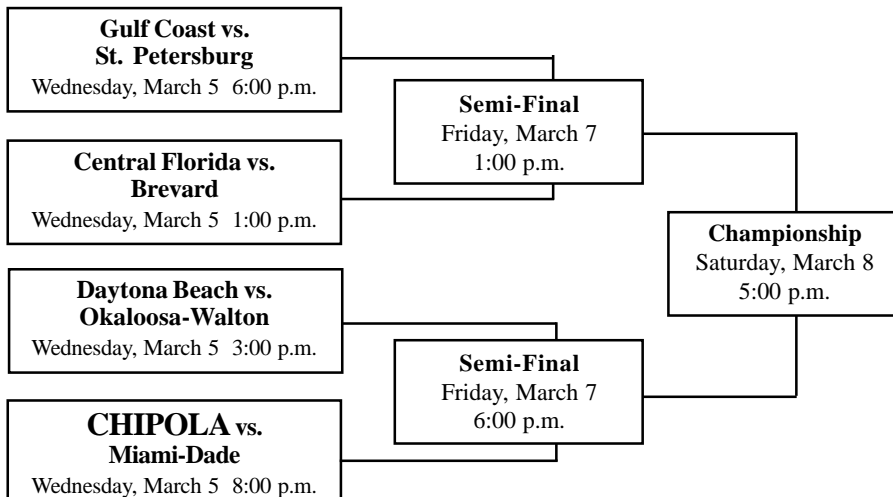 Gulf Coast vs.
St. Petersburg
Wednesday, March 5 6:00 p.m.
Central Florida vs.
Brevard
Wednesday, March 5 1:00 p.m.
Daytona Beach vs.
Okaloosa-Walton
Wednesday, March 5 3:00 p.m.
CHIPOLA vs.
Miami-Dade
Wednesday, March 5 8:00 p.m.
Semi-Final
Friday, March 7
1:00 p.m.
Semi-Final
Friday, March 7
6:00 p.m.
Championship
Saturday, March 8
5:00 p.m.